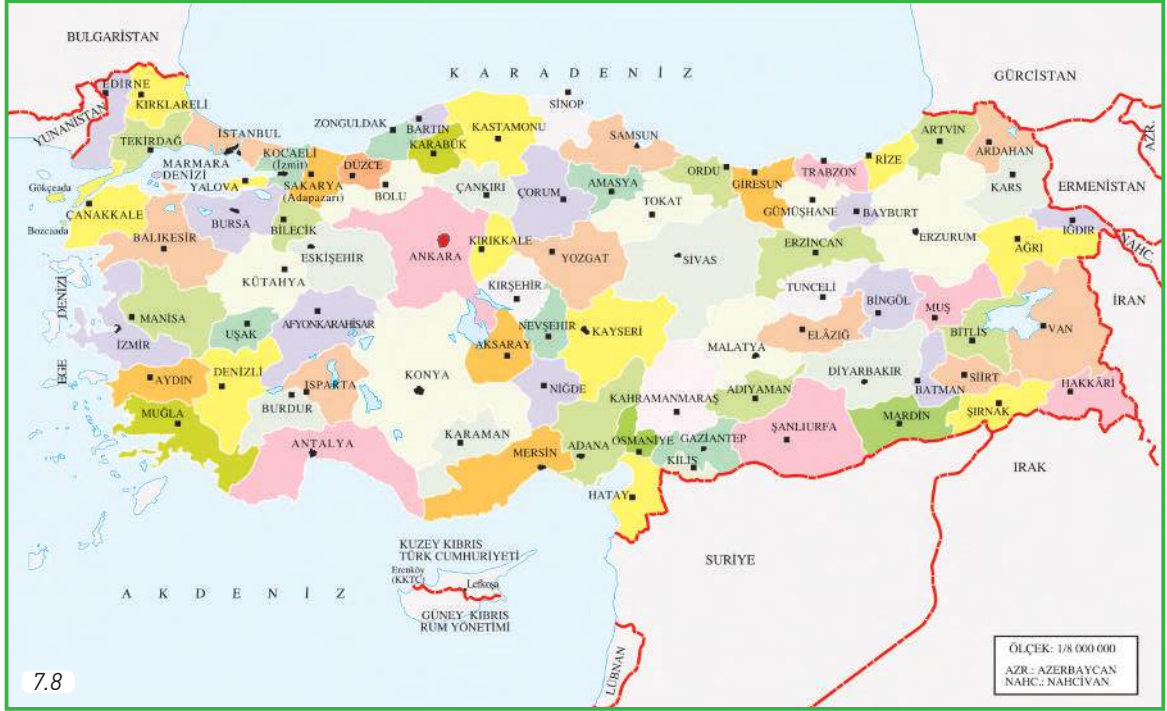 BULGARİSTAN
KARADENİZ
GÜRCİSTAN
EDİRNE
KIRKLARELİ
YUNANİSTAN
TEKİRDAĞ
İSTANBUL
KOCAELİ
(İzmit)
MARMARA
DENİZİ
YALOVA
SAKARYA
(Adapazarı)
DÜZCE
BOLU
ZONGULDAK
BARTIN
KARABÜK
KASTAMONU
SİNOP
SAMSUN
ÇANKIRI
ÇORUM
AMASYA
TOKAT
ORDU
GİRESUN
TRABZON
GÜMÜŞHANE
BAYBURT
RİZE
ARTVİN
ARDAHAN
KARS
AZR.
ERMENİSTAN
IĞDIR
NAHC.
AĞRI
ERZURUM
ERZİNCAN
Gökçeada
ÇANAKKALE
Bozcaada
BALIKESİR
BURSA
BİLECİK
ESKİŞEHİR
KÜTAHYA
ANKARA
KIRIKKALE
YOZGAT
SİVAS
KIRŞEHİR
NEVŞEHİR
KAYSERİ
TUNCELİ
BİNGÖL
MUŞ
BİTLİS
VAN
İRAN
EGE DENİZİ
MANİSA
İZMİR
UŞAK
AFYONKARAHİSAR
AKSARAY
MALATYA
ELÂZIĞ
DİYARBAKIR
BATMAN
SİİRT
HAKKÂRİ
ŞIRNAK
AYDIN
DENİZLİ
ISPARTA
BURDUR
KONYA
NİĞDE
KAHRAMANMARAŞ
ADIYAMAN
ŞANLIURFA
MARDİN
MUĞLA
ANTALYA
KARAMAN
MERSİN
ADANA
OSMANİYE
GAZİANTEP
KİLİS
HATAY
IRAK
SURİYE
LÜBNAN
AKDENİZ
KUZEY KIBRIS
TÜRK CUMHURİYETİ
Erenköy
(KKTC)
Lefkoşa
GÜNEY KIBRIS
RUM YÖNETİMİ
ÖLÇEK: 1/8 000 000
AZR.: AZERBAYCAN
NAHC.: NAHCİVAN
7.8